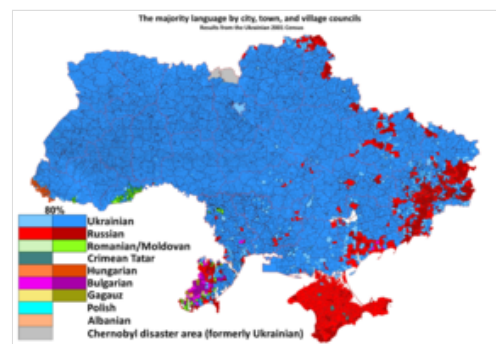 The majority language by city, town, and village councils
Results from the Ukrainian 2001 Census
80%
Ukrainian
Russian
Romanian/Moldovan
Crimean Tatar
Hungarian
Bulgarian
Gagauz
Polish
Albanian
Chernobyl disaster area (formerly Ukrainian)